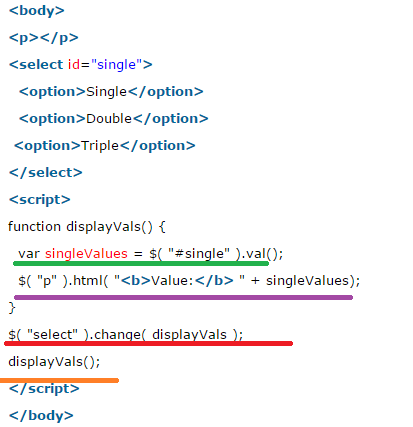 <body>
<p></p>
<select id="single">
<option>Single</option>
<option>Double</option>
<option>Triple</option>
</select>
<script>
function displayVals() {
var singleValues = $( "#single" ).val();
$( "p" ).html( "<b>Value:</b> " + singleValues);
}
$( "select" ).change( displayVals );
displayVals();
</script>
</body>